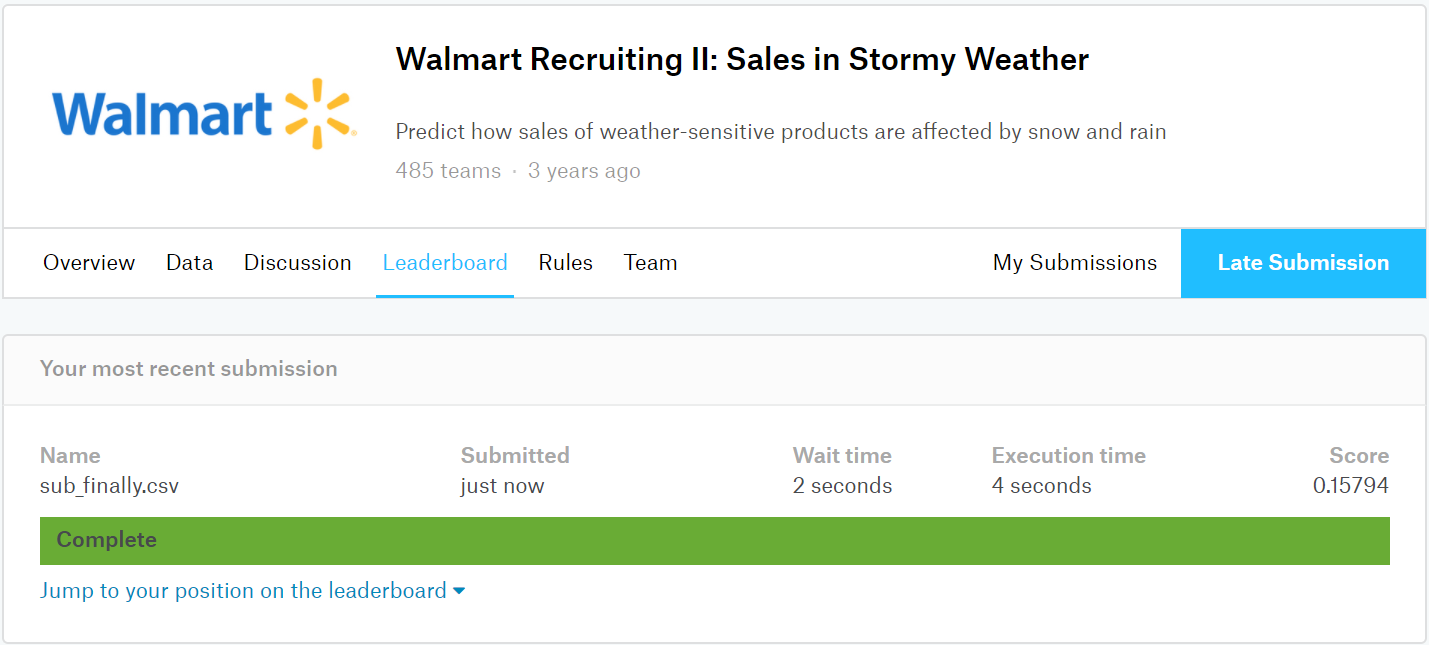 Walmart
Walmart Recruiting II: Sales in Stormy Weather
Predict how sales of weather-sensitive products are affected by snow and rain
485 teams · 3 years ago
Overview Data Discussion Leaderboard Rules Team My Submissions Late Submission
Your most recent submission
Name Submitted Wait time Execution time Score
sub_finally.csv just now 2 seconds 4 seconds 0.15794
Complete
Jump to your position on the leaderboard